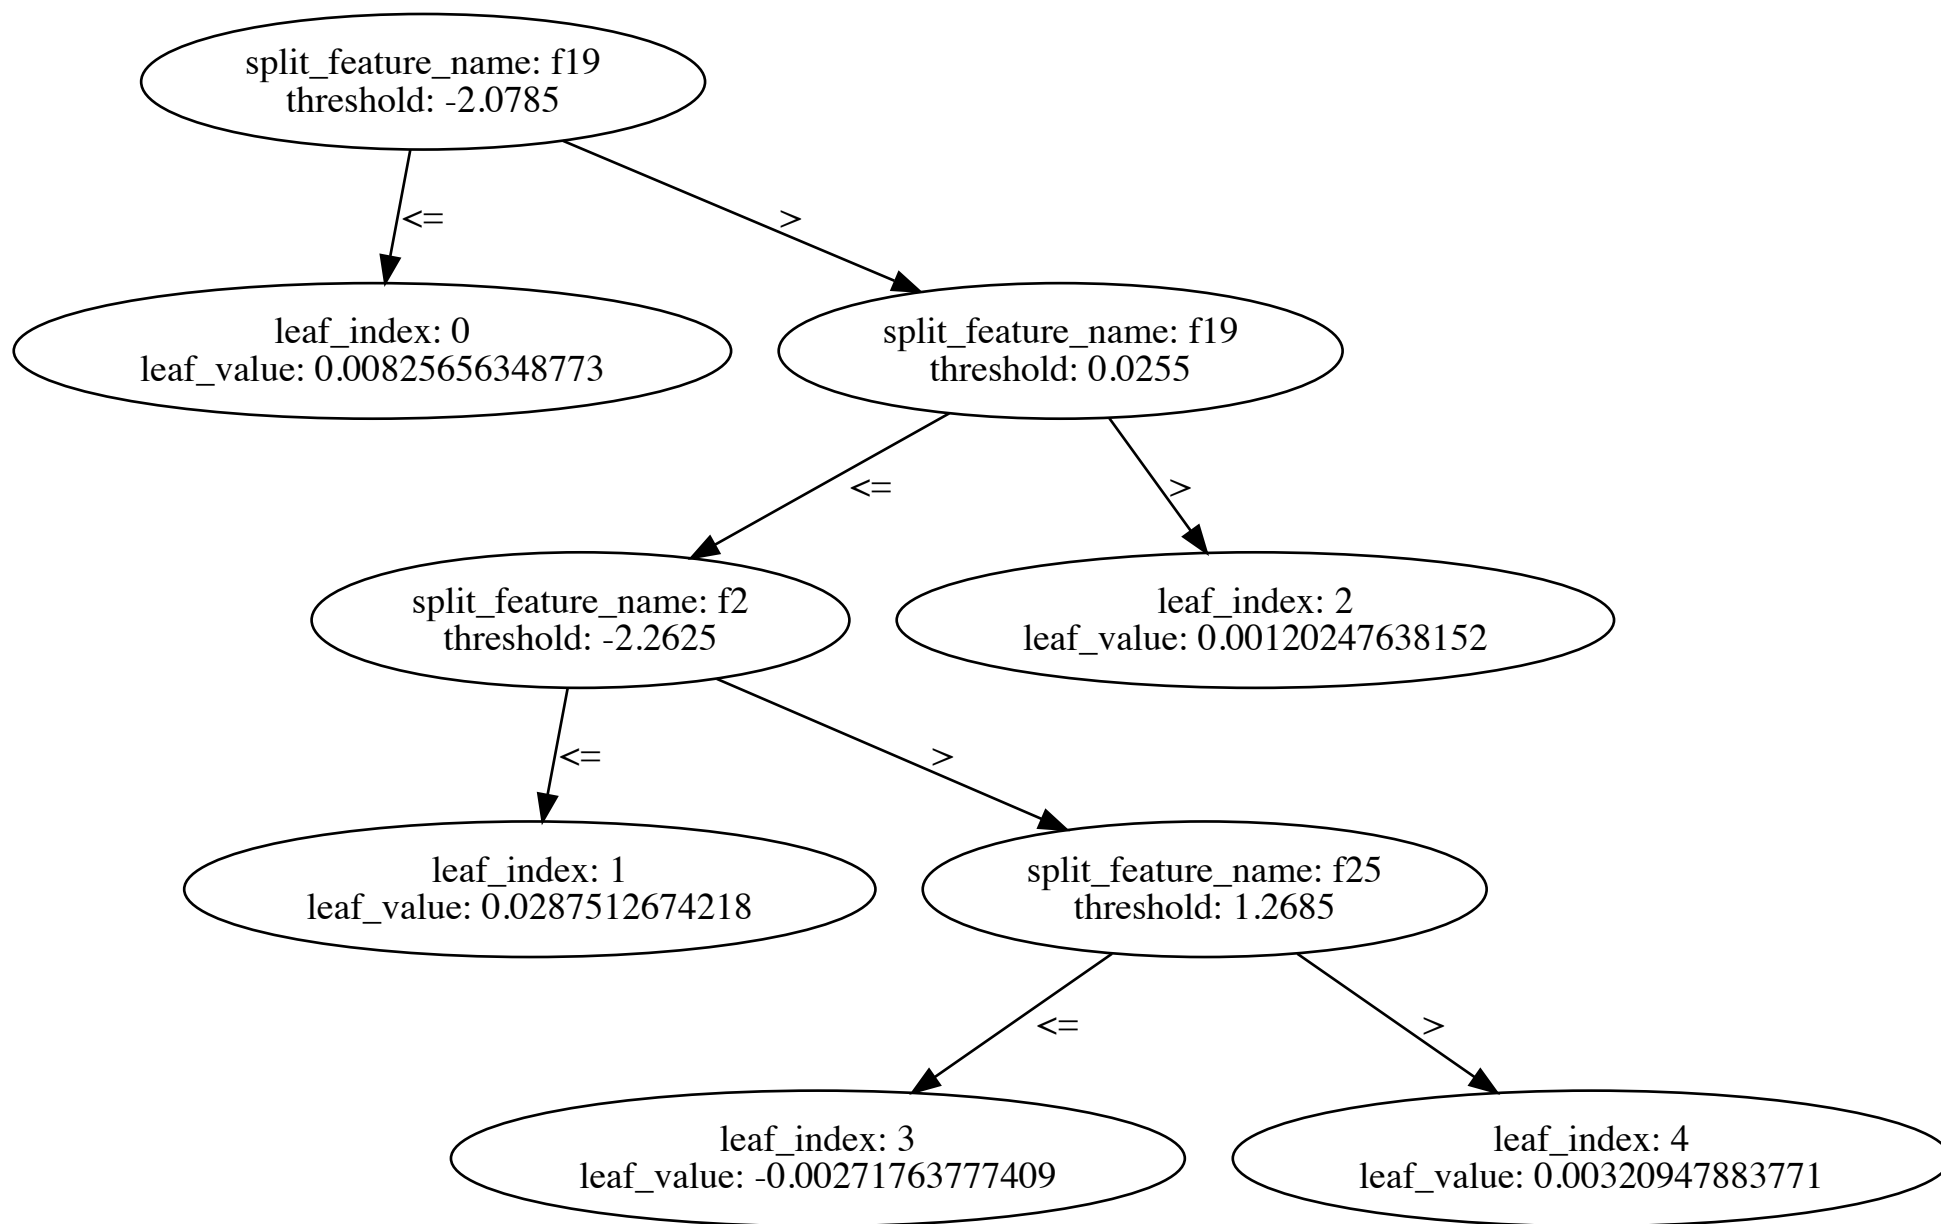 split_feature_name: f19
threshold: -2.0785
<=
>
leaf_index: 0
leaf_value: 0.00825656348773
split_feature_name: f19
threshold: 0.0255
<=
>
split_feature_name: f2
threshold: -2.2625
leaf_index: 2
leaf_value: 0.00120247638152
<=
>
leaf_index: 1
leaf_value: 0.0287512674218
split_feature_name: f25
threshold: 1.2685
<=
>
leaf_index: 3
leaf_value: -0.00271763777409
leaf_index: 4
leaf_value: 0.00320947883771